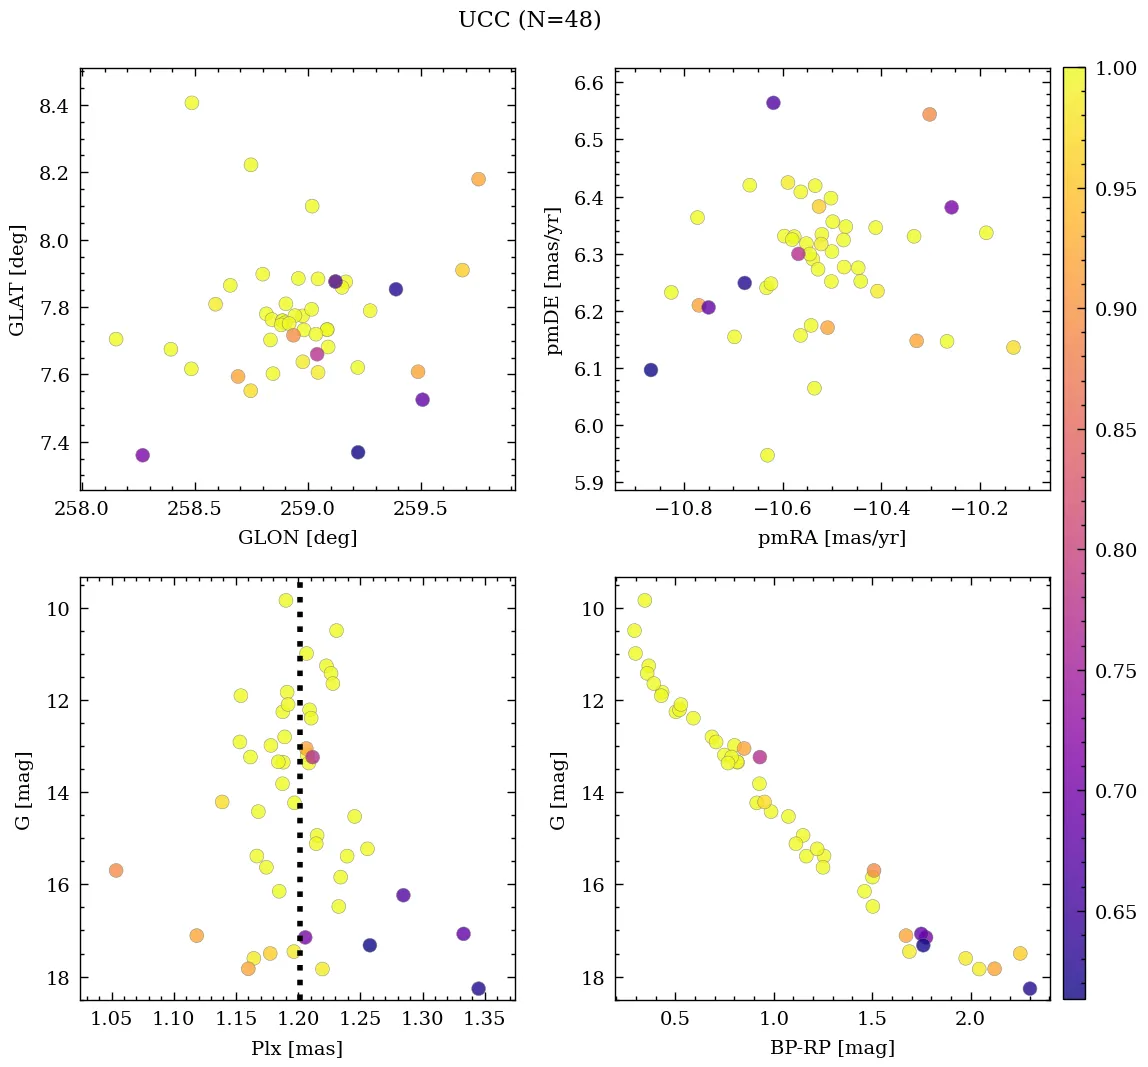 UCC (N=48)
8.4
8.2
8.0
7.8
7.6
7.4
GLAT [deg]
258.0 258.5 259.0 259.5
GLON [deg]
6.6
6.5
6.4
6.3
6.2
6.1
6.0
5.9
pmDE [mas/yr]
−10.8 −10.6 −10.4 −10.2
pmRA [mas/yr]
10
12
14
16
18
G [mag]
1.05 1.10 1.15 1.20 1.25 1.30 1.35
Plx [mas]
10
12
14
16
18
G [mag]
0.5 1.0 1.5 2.0
BP-RP [mag]
1.00
0.95
0.90
0.85
0.80
0.75
0.70
0.65